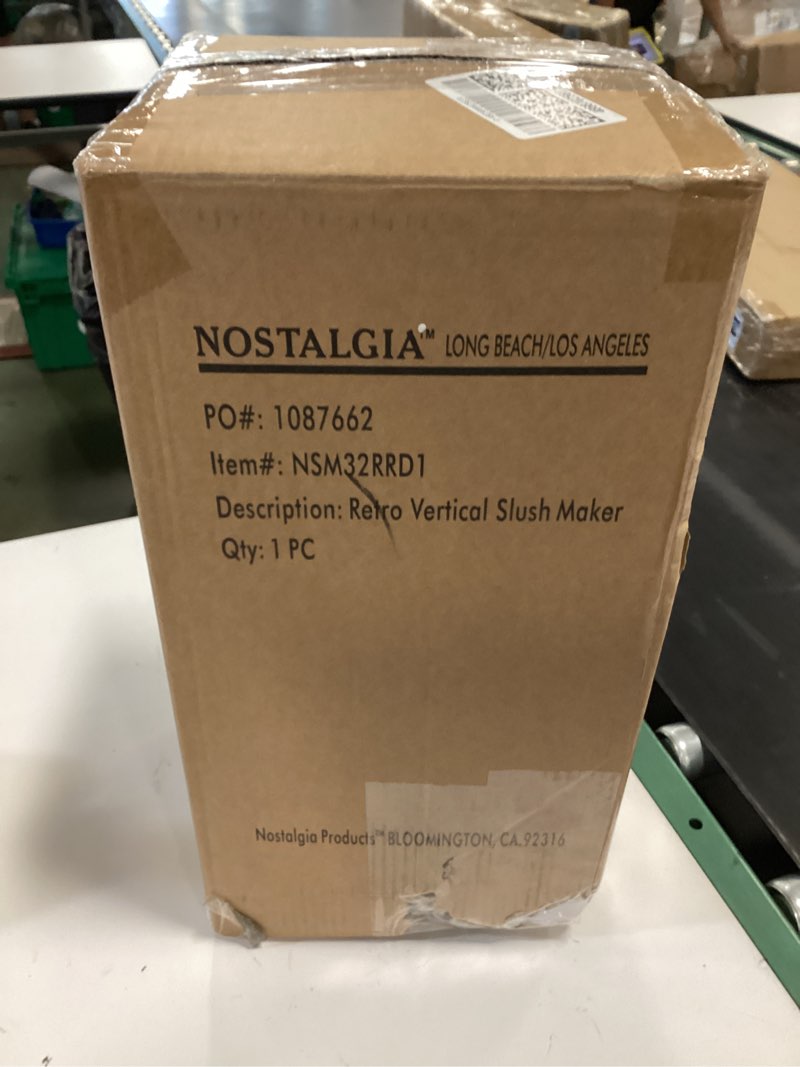 NOSTALGIA™ LONG BEACH/LOS ANGELES
PO#: 1087662
Item#: NSM32RRD1
Description: Retro Vertical Slush Maker
Qty: 1 PC
Nostalgia Products™ BLOOMINGTON, CA.92316